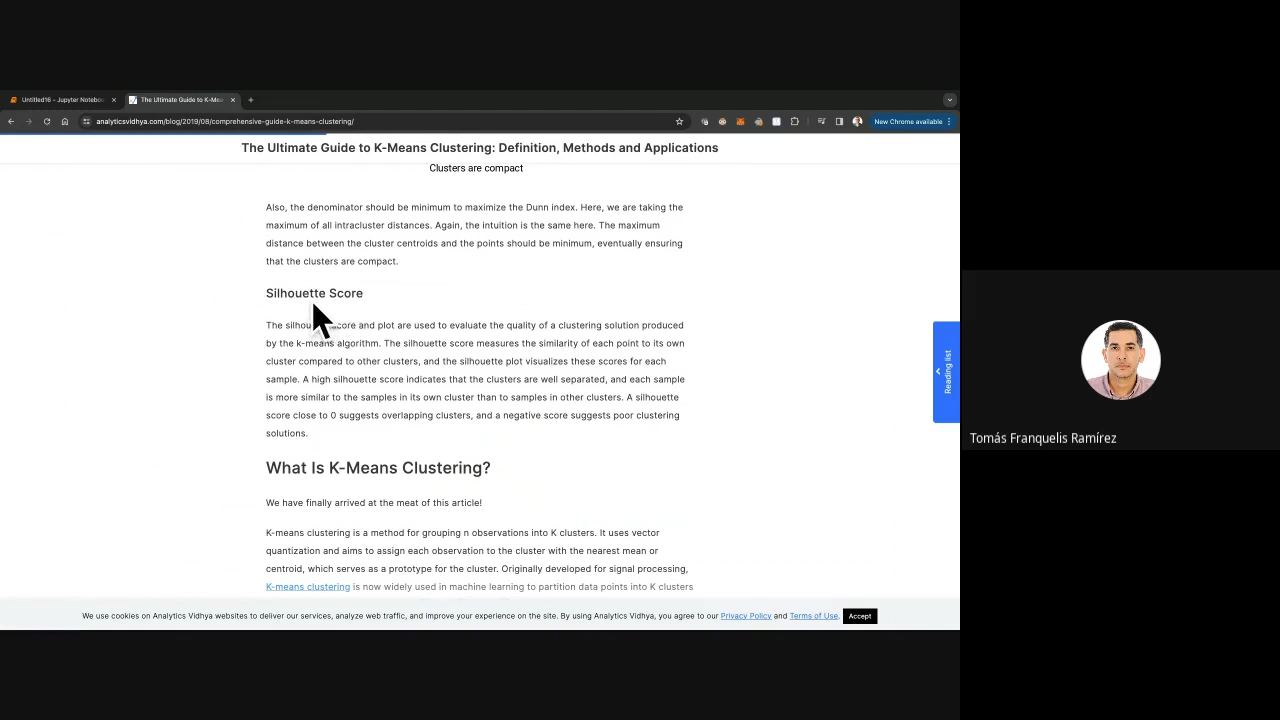 Untitled16 - Jupyter Noteboo
The Ultimate Guide to K-Mea
analyticsvidhya.com/blog/2019/08/comprehensive-guide-k-means-clustering/
New Chrome available
The Ultimate Guide to K-Means Clustering: Definition, Methods and Applications
Clusters are compact
Also, the denominator should be minimum to maximize the Dunn index. Here, we are taking the
maximum of all intracluster distances. Again, the intuition is the same here. The maximum
distance between the cluster centroids and the points should be minimum, eventually ensuring
that the clusters are compact.
Silhouette Score
The silhou ore and plot are used to evaluate the quality of a clustering solution produced
by the k-means algorithm. The silhouette score measures the similarity of each point to its own
cluster compared to other clusters, and the silhouette plot visualizes these scores for each
sample. A high silhouette score indicates that the clusters are well separated, and each sample
is more similar to the samples in its own cluster than to samples in other clusters. A silhouette
score close to 0 suggests overlapping clusters, and a negative score suggests poor clustering
solutions.
What Is K-Means Clustering?
We have finally arrived at the meat of this article!
K-means clustering is a method for grouping n observations into K clusters. It uses vector
quantization and aims to assign each observation to the cluster with the nearest mean or
centroid, which serves as a prototype for the cluster. Originally developed for signal processing,
K-means clustering is now widely used in machine learning to partition data points into K clusters
Reading list
We use cookies on Analytics Vidhya websites to deliver our services, analyze web traffic, and improve your experience on the site. By using Analytics Vidhya, you agree to our Privacy Policy and Terms of Use. Accept
Tomás Franquelis Ramírez